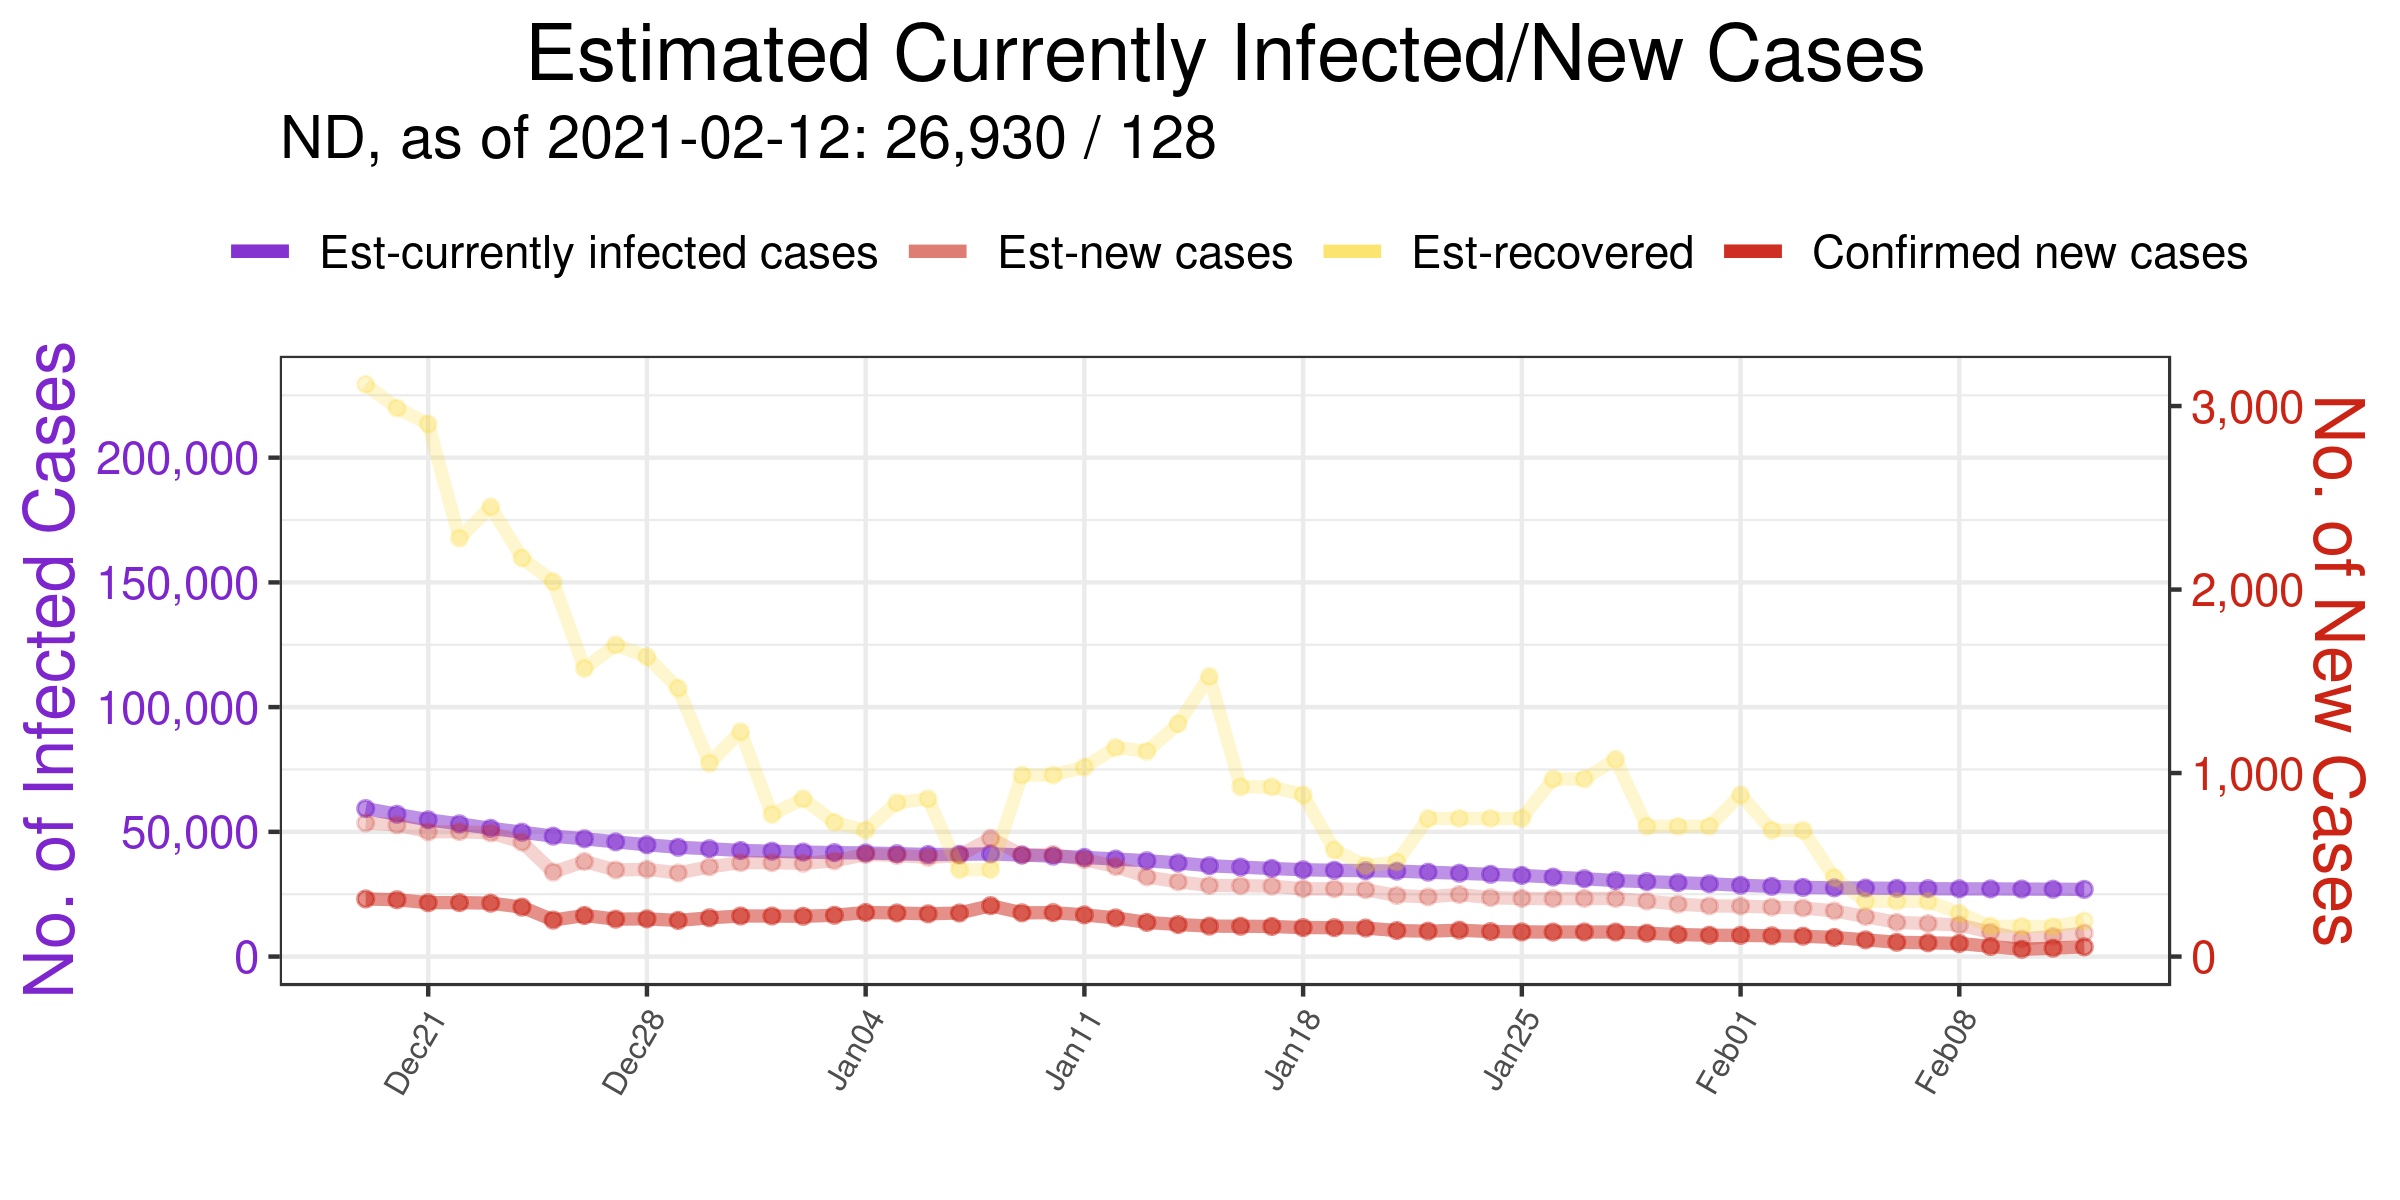 Estimated Currently Infected/New Cases
ND, as of 2021-02-12: 26,930 / 128
Est-currently infected cases Est-new cases Est-recovered Confirmed new cases
No. of Infected Cases
200,000
150,000
100,000
50,000
0
3,000
2,000
1,000
0
No. of New Cases
Dec21 Dec28 Jan04 Jan11 Jan18 Jan25 Feb01 Feb08